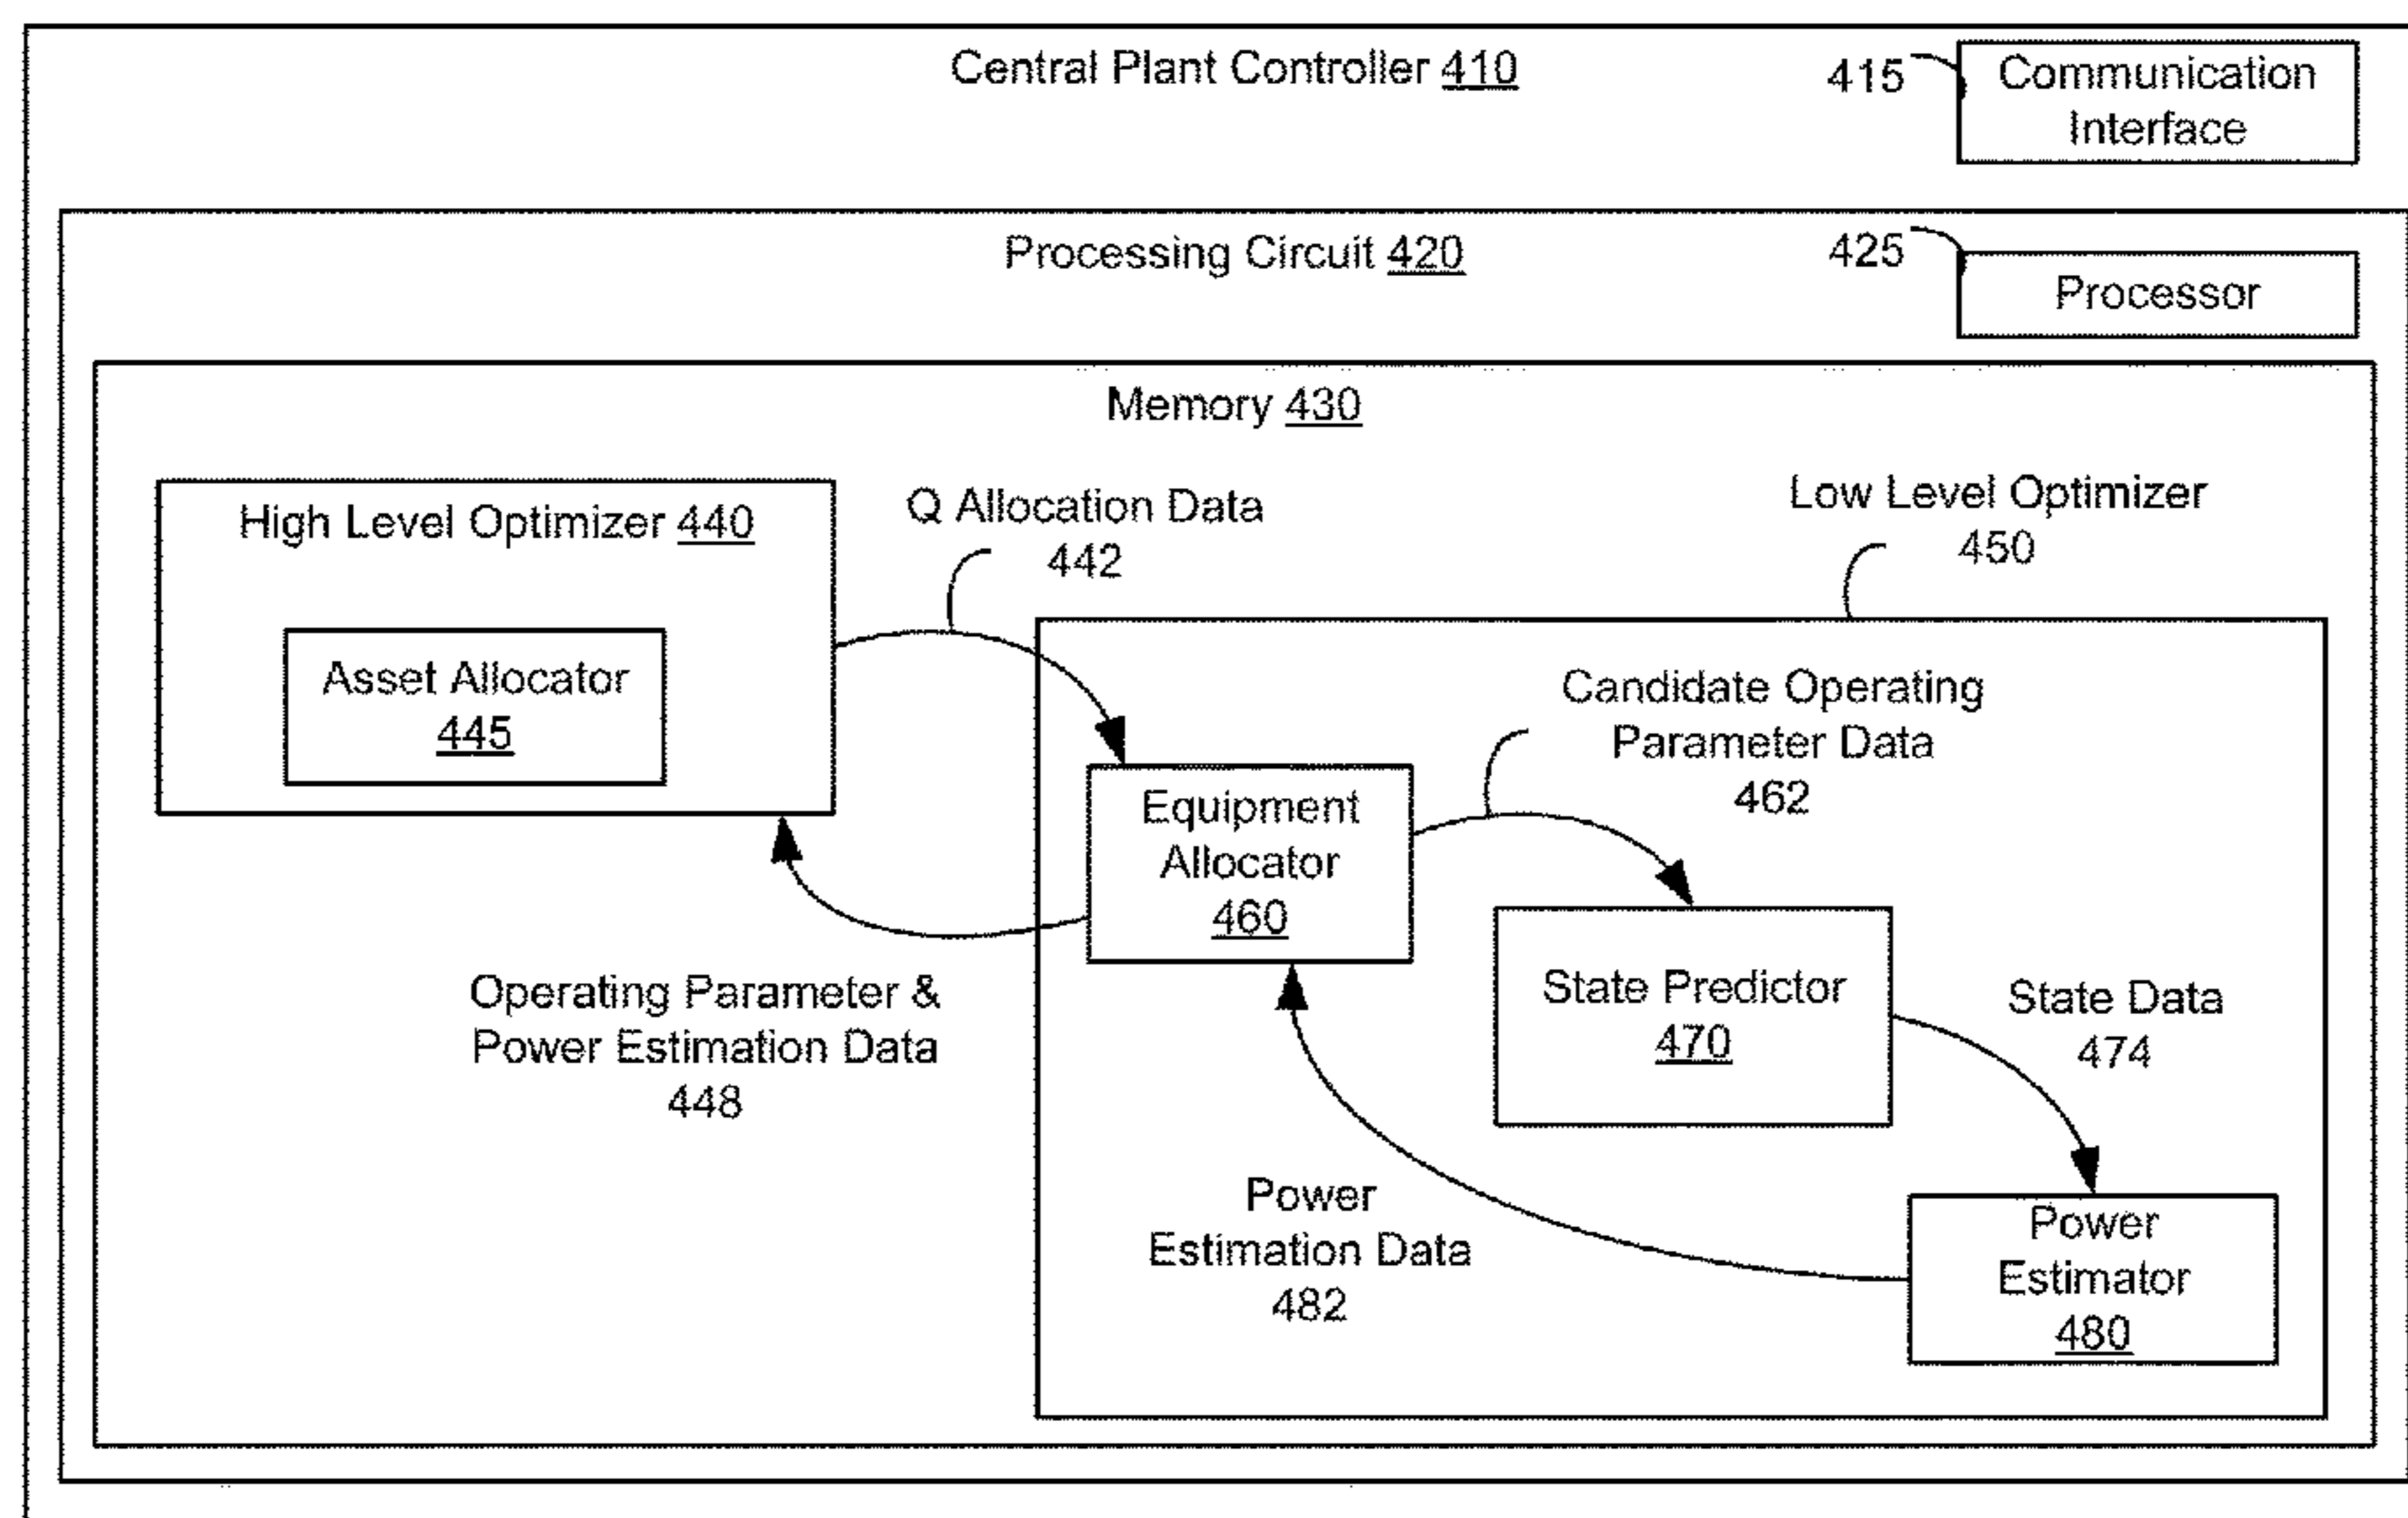 Central Plant Controller 410
415
Communication
Interface
Processing Circuit 420
425
Processor
Memory 430
High Level Optimizer 440
Asset Allocator
445
Q Allocation Data
442
Low Level Optimizer
450
Candidate Operating
Parameter Data
462
Equipment
Allocator
460
Operating Parameter &
Power Estimation Data
448
State Predictor
470
State Data
474
Power
Estimation Data
482
Power
Estimator
480